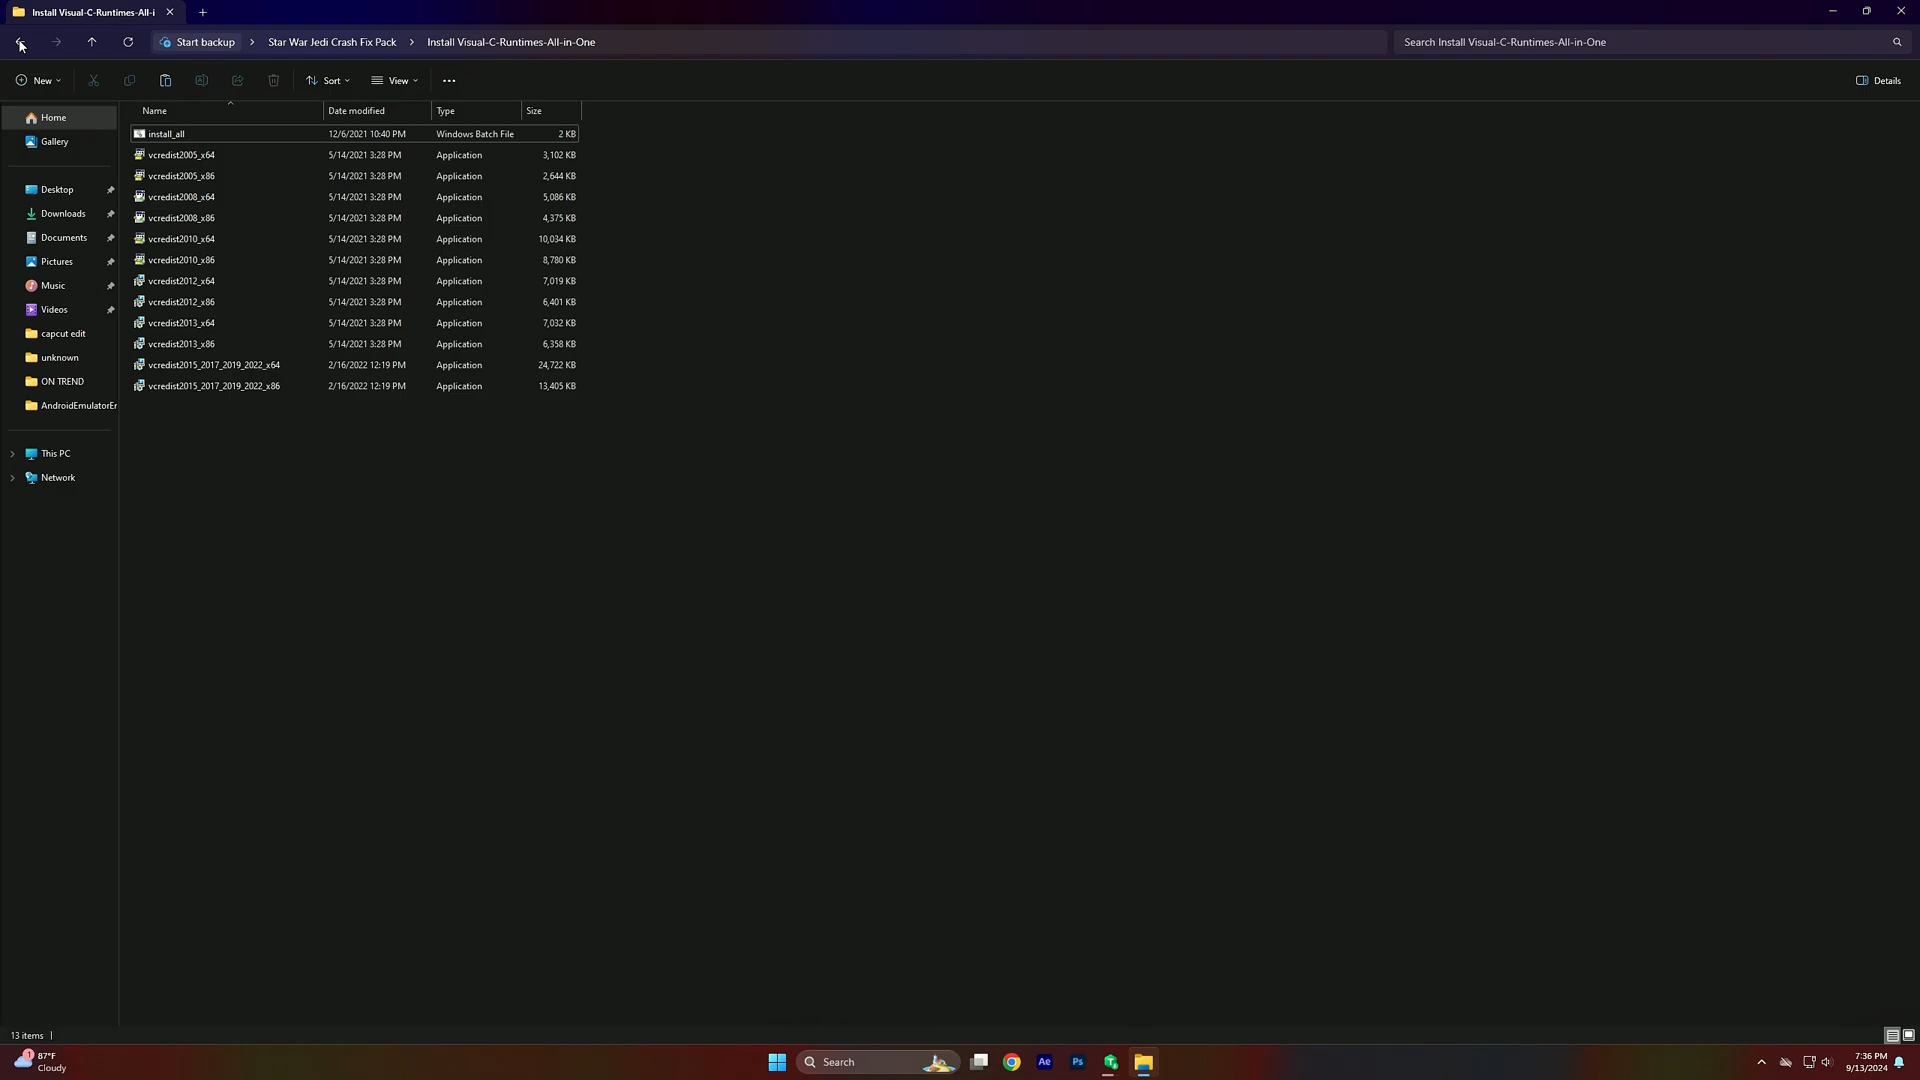 Install Visual-C-Runtimes-All-i
Start backup > Star War Jedi Crash Fix Pack > Install Visual-C-Runtimes-All-in-One
Search Install Visual-C-Runtimes-All-in-One
New Sort View ... Details
Name Date modified Type Size
install_all 12/6/2021 10:40 PM Windows Batch File 2 KB
vcredist2005_x64 5/14/2021 3:28 PM Application 3,102 KB
vcredist2005_x86 5/14/2021 3:28 PM Application 2,644 KB
vcredist2008_x64 5/14/2021 3:28 PM Application 5,086 KB
vcredist2008_x86 5/14/2021 3:28 PM Application 4,375 KB
vcredist2010_x64 5/14/2021 3:28 PM Application 10,034 KB
vcredist2010_x86 5/14/2021 3:28 PM Application 8,780 KB
vcredist2012_x64 5/14/2021 3:28 PM Application 7,019 KB
vcredist2012_x86 5/14/2021 3:28 PM Application 6,401 KB
vcredist2013_x64 5/14/2021 3:28 PM Application 7,032 KB
vcredist2013_x86 5/14/2021 3:28 PM Application 6,358 KB
vcredist2015_2017_2019_2022_x64 2/16/2022 12:19 PM Application 24,722 KB
vcredist2015_2017_2019_2022_x86 2/16/2022 12:19 PM Application 13,405 KB
Home
Gallery
Desktop
Downloads
Documents
Pictures
Music
Videos
capcut edit
unknown
ON TREND
AndroidEmulatorEr
This PC
Network
13 items
1
87°F
Cloudy
Search
Ae
Ps
7:36 PM
9/13/2024